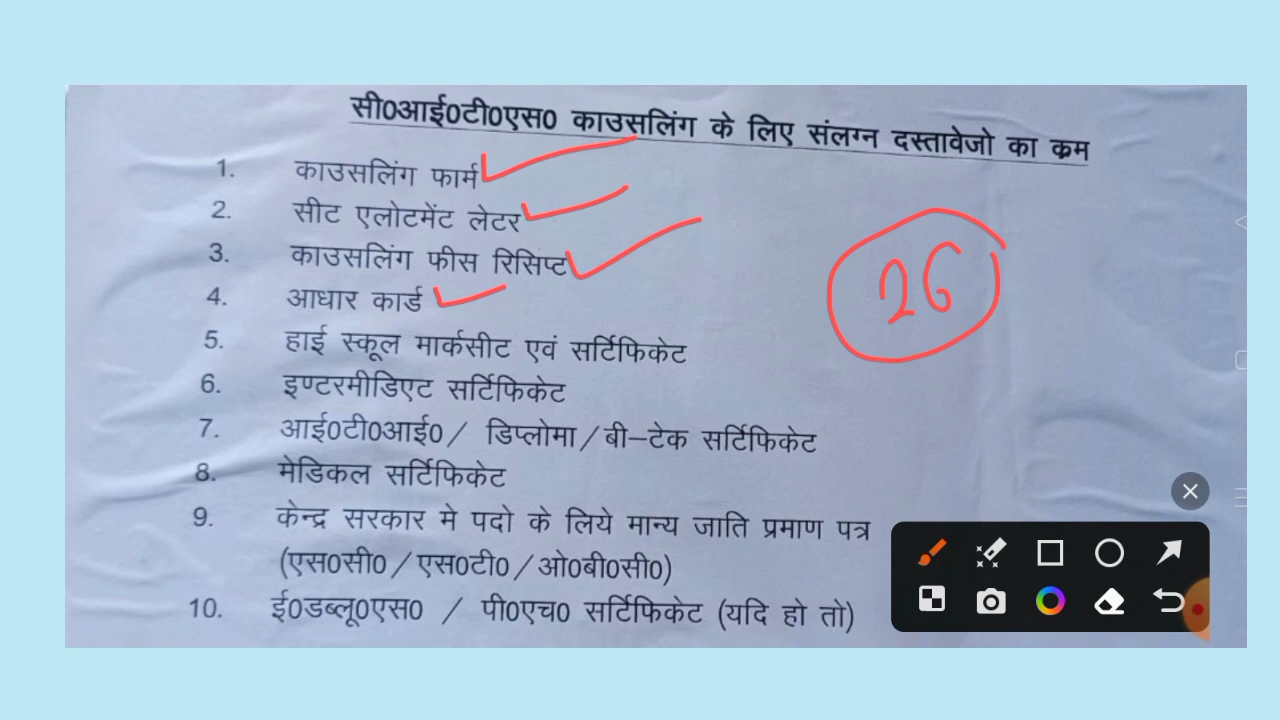 सी0आई0टी0एस0 काउसलिंग के लिए संलग्न दस्तावेजो का क्रम
1. काउसलिंग फार्म
2. सीट एलोटमेंट लेटर
3. काउसलिंग फीस रिसिप्ट
4. आधार कार्ड
26
5. हाई स्कूल मार्कसीट एवं सर्टिफिकेट
6. इण्टरमीडिएट सर्टिफिकेट
7. आई0टी0आई0/ डिप्लोमा/बी–टेक सर्टिफिकेट
8. मेडिकल सर्टिफिकेट
9. केन्द्र सरकार मे पदो के लिये मान्य जाति प्रमाण पत्र
(एस0सी0/एस0टी0/ओ0बी0सी0)
10. ई0डब्लू0एस0 / पी0एच0 सर्टिफिकेट (यदि हो तो)